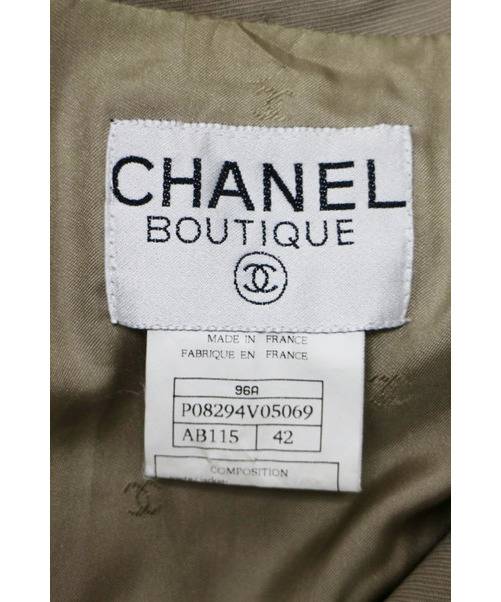 CHANEL
BOUTIQUE
MADE IN FRANCE
FABRIQUE EN FRANCE
96A
P08294V05069
AB115 42
COMPOSITION